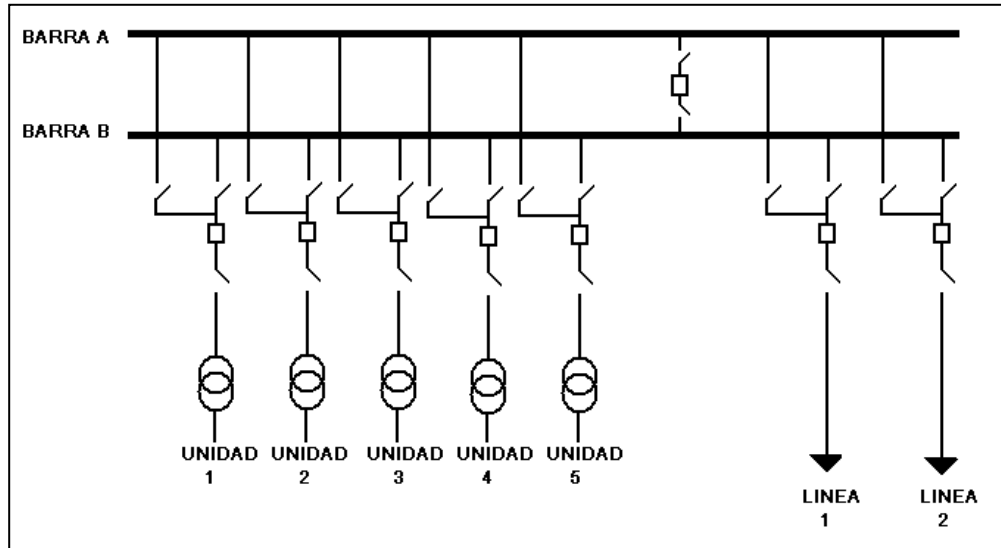 BARRA A
BARRA B
UNIDAD UNIDAD UNIDAD UNIDAD UNIDAD
1 2 3 4 5
LINEA LINEA
1 2